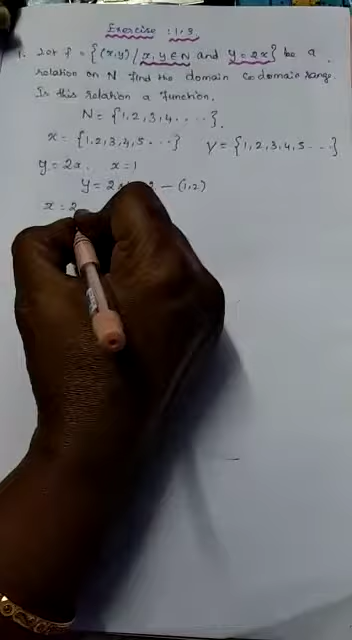 Exercise : 1.3
1. Let f = {(x,y) / x, y ∈ N and y = 2x} be a
relation on N find the domain Co domain range.
Is this relation a function.
N = {1, 2, 3, 4 . . . .}.
x = {1, 2, 3, 4, 5 . . .} y = {1, 2, 3, 4, 5 . . .}
y = 2x. x = 1
y = 2 - (1,2)
x = 2